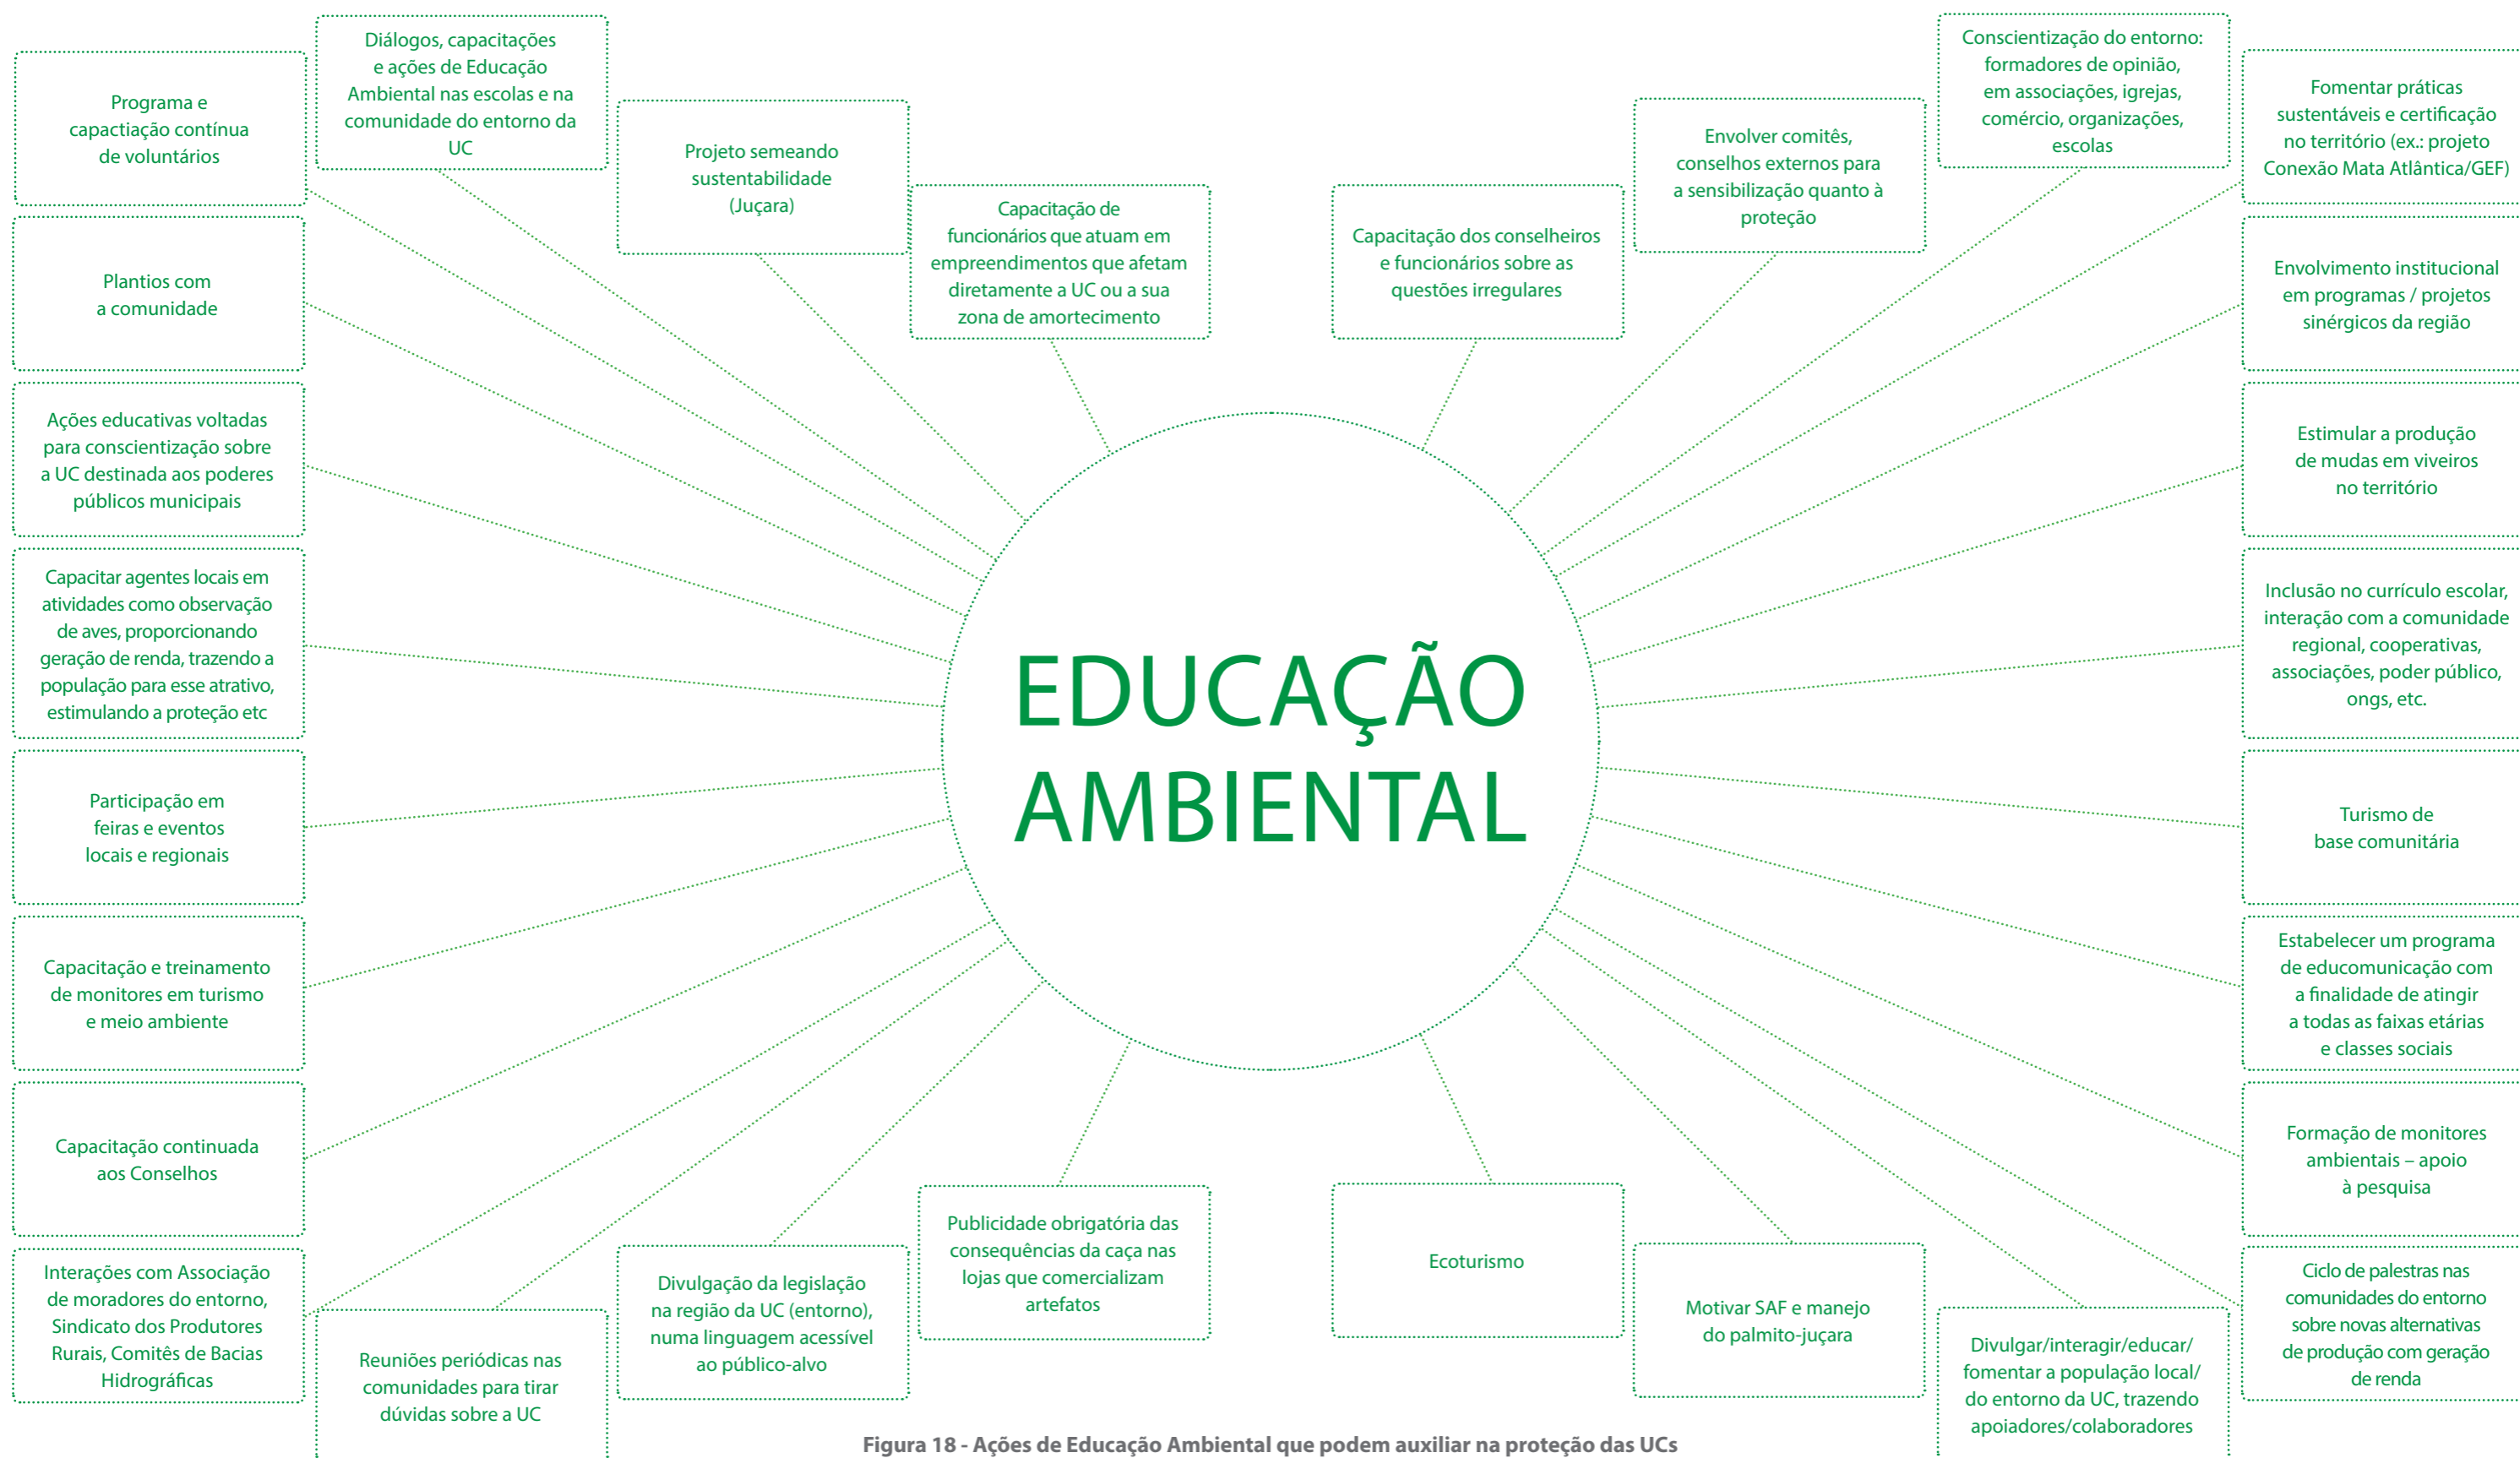 Programa e
capactiação contínua
de voluntários
Diálogos, capacitações
e ações de Educação
Ambiental nas escolas e na
comunidade do entorno da
UC
Projeto semeando
sustentabilidade
(Juçara)
Capacitação de
funcionários que atuam em
empreendimentos que afetam
diretamente a UC ou a sua
zona de amortecimento
Capacitação dos conselheiros
e funcionários sobre as
questões irregulares
Envolver comitês,
conselhos externos para
a sensibilização quanto à
proteção
Conscientização do entorno:
formadores de opinião,
em associações, igrejas,
comércio, organizações,
escolas
Fomentar práticas
sustentáveis e certificação
no território (ex.: projeto
Conexão Mata Atlântica/GEF)
Plantios com
a comunidade
Ações educativas voltadas
para conscientização sobre
a UC destinada aos poderes
públicos municipais
Capacitar agentes locais em
atividades como observação
de aves, proporcionando
geração de renda, trazendo a
população para esse atrativo,
estimulando a proteção etc
Participação em
feiras e eventos
locais e regionais
Capacitação e treinamento
de monitores em turismo
e meio ambiente
Capacitação continuada
aos Conselhos
Interações com Associação
de moradores do entorno,
Sindicato dos Produtores
Rurais, Comitês de Bacias
Hidrográficas
EDUCAÇÃO
AMBIENTAL
Envolvimento institucional
em programas / projetos
sinérgicos da região
Estimular a produção
de mudas em viveiros
no território
Inclusão no currículo escolar,
interação com a comunidade
regional, cooperativas,
associações, poder público,
ongs, etc.
Turismo de
base comunitária
Estabelecer um programa
de educomunicação com
a finalidade de atingir
a todas as faixas etárias
e classes sociais
Formação de monitores
ambientais – apoio
à pesquisa
Ciclo de palestras nas
comunidades do entorno
sobre novas alternativas
de produção com geração
de renda
Reuniões periódicas nas
comunidades para tirar
dúvidas sobre a UC
Divulgação da legislação
na região da UC (entorno),
numa linguagem acessível
ao público-alvo
Publicidade obrigatória das
consequências da caça nas
lojas que comercializam
artefatos
Ecoturismo
Motivar SAF e manejo
do palmito-juçara
Divulgar/interagir/educar/
fomentar a população local/
do entorno da UC, trazendo
apoiadores/colaboradores
Figura 18 - Ações de Educação Ambiental que podem auxiliar na proteção das UCs